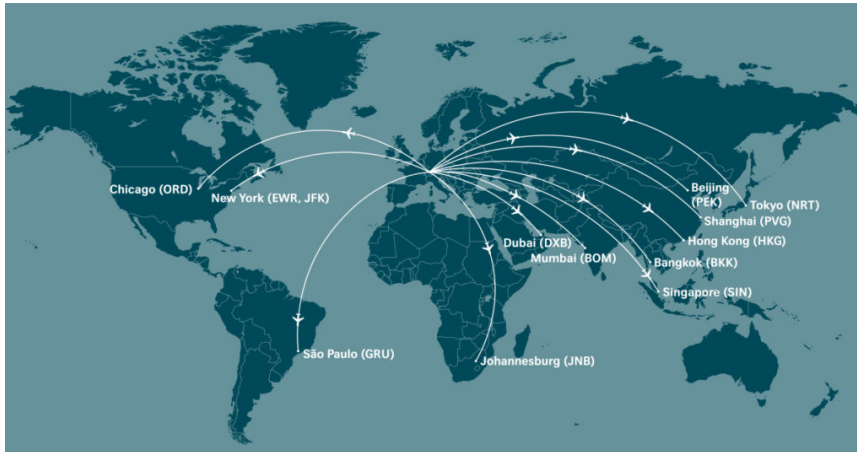 Chicago (ORD)
New York (EWR, JFK)
Beijing
(PEK)
Tokyo (NRT)
Shanghai (PVG)
Hong Kong (HKG)
Dubai (DXB)
Mumbai (BOM)
Bangkok (BKK)
Singapore (SIN)
São Paulo (GRU)
Johannesburg (JNB)